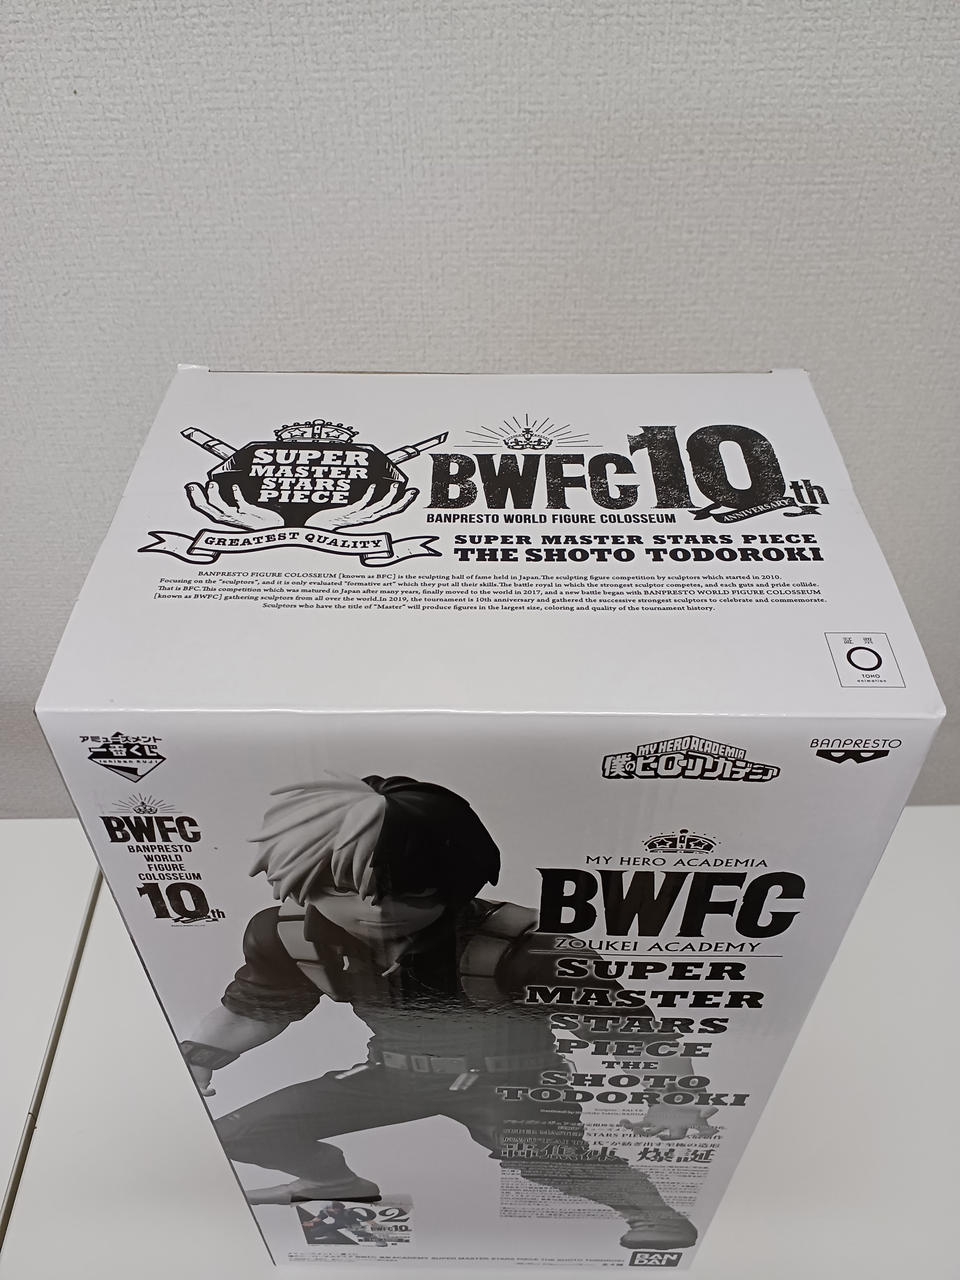 SUPER
MASTER
STARS
PIECE
GREATEST QUALITY
BWFC10th
ANNIVERSARY
BANPRESTO WORLD FIGURE COLOSSEUM
SUPER MASTER STARS PIECE
THE SHOTO TODOROKI
BANPRESTO FIGURE COLOSSEUM [known as BFC] is the sculpting hall of fame held in Japan.The sculpting figure competition by sculptors which started in 2010.
Focusing on the "sculptors", and it is only evaluated "formative art" which they put all their skills.The battle royal in which the strongest sculptor competes, and each guts and pride collide.
That is BFC.This competition which was matured in Japan after many years, finally moved to the world in 2017, and a new battle began with BANPRESTO WORLD FIGURE COLOSSEUM
[known as BWFC] gathering sculptors from all over the world.In 2019, the tournament is 10th anniversary and gathered the successive strongest sculptors to celebrate and commemorate.
Sculptors who have the title of "Master" will produce figures in the largest size, coloring and quality of the tournament history.
証 票
TOHO
animation
アミューズメント
一番くじ
Ichiban KUJI
MY HERO ACADEMIA
僕のヒーローアカデミア
BANPRESTO
BWFC
BANPRESTO
WORLD
FIGURE
COLOSSEUM
10th
MY HERO ACADEMIA
BWFC
ZOUKEI ACADEMY
SUPER
MASTER
STARS
PIECE
THE
SHOTO
TODOROKI
爆誕
02
BWFC10th
BAN
DAI